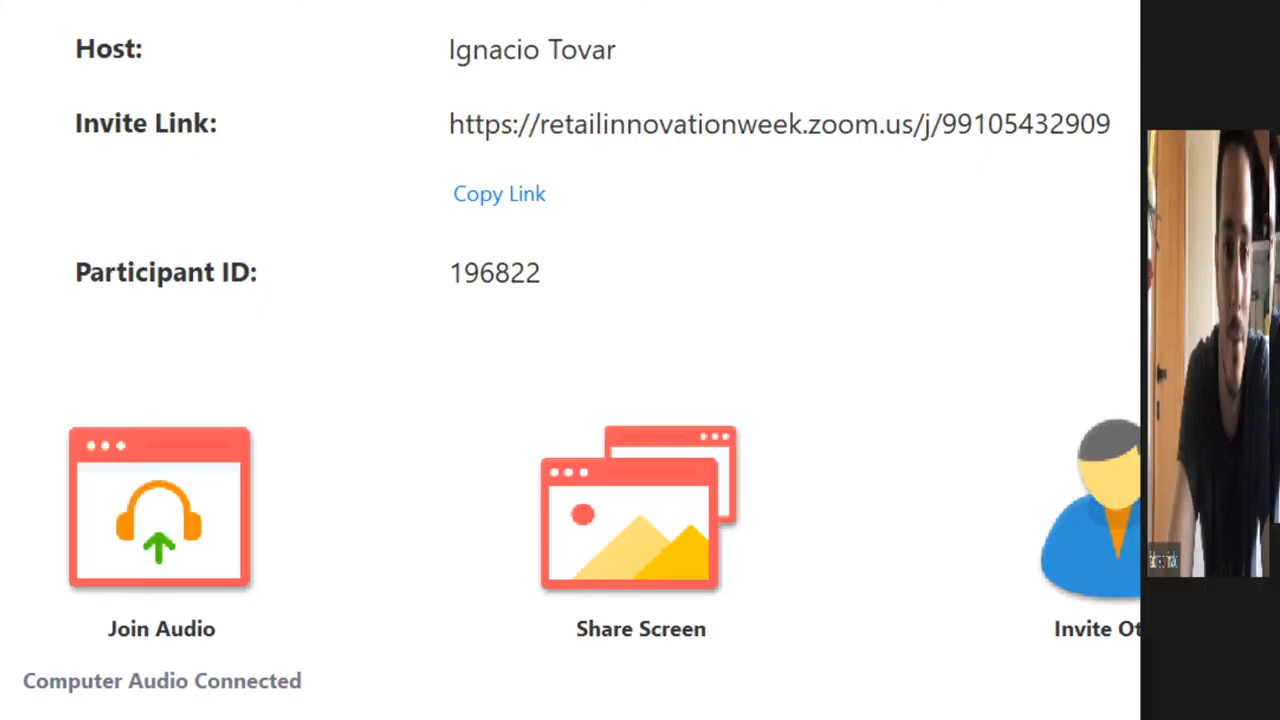 Host: Ignacio Tovar
Invite Link: https://retailinnovationweek.zoom.us/j/99105432909
Copy Link
Participant ID: 196822
Join Audio Share Screen Invite Ot
Computer Audio Connected